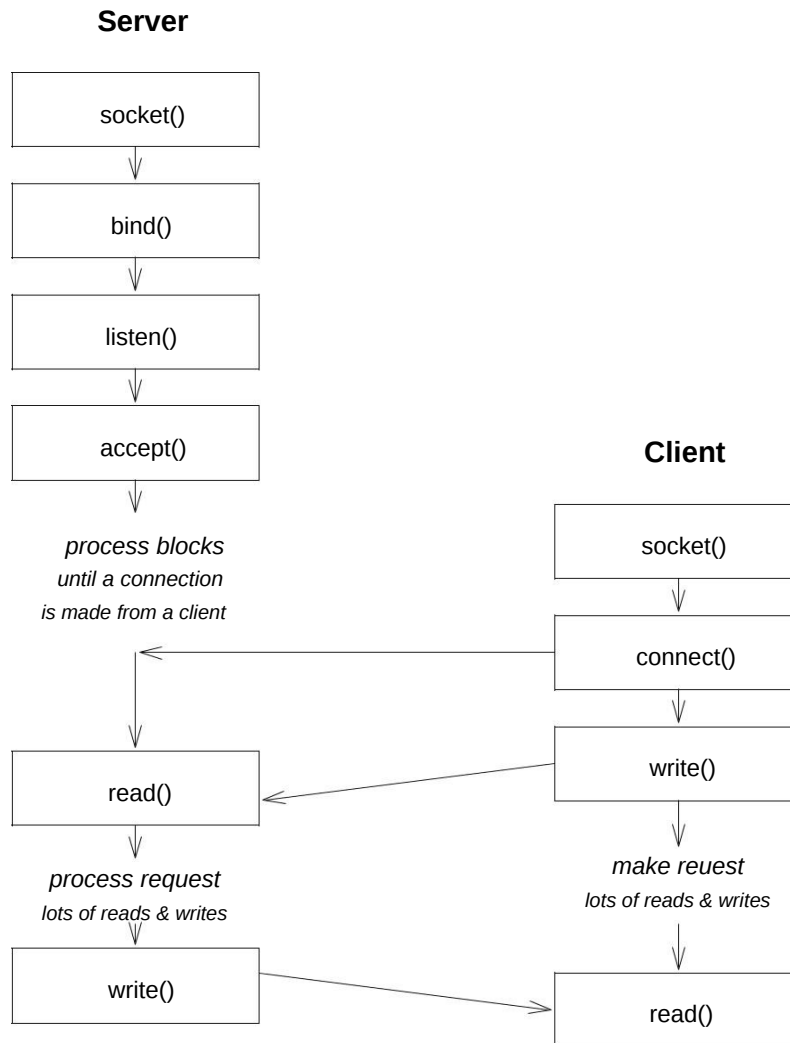 Server
socket()
bind()
listen()
accept()
process blocks
until a connection
is made from a client
read()
process request
lots of reads & writes
write()
Client
socket()
connect()
write()
make reuest
lots of reads & writes
read()